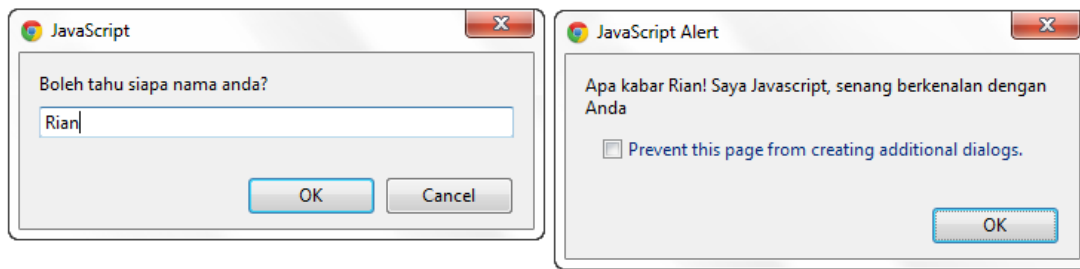 JavaScript
Boleh tahu siapa nama anda?
Rian
OK
Cancel
JavaScript Alert
Apa kabar Rian! Saya Javascript, senang berkenalan dengan
Anda
Prevent this page from creating additional dialogs.
OK